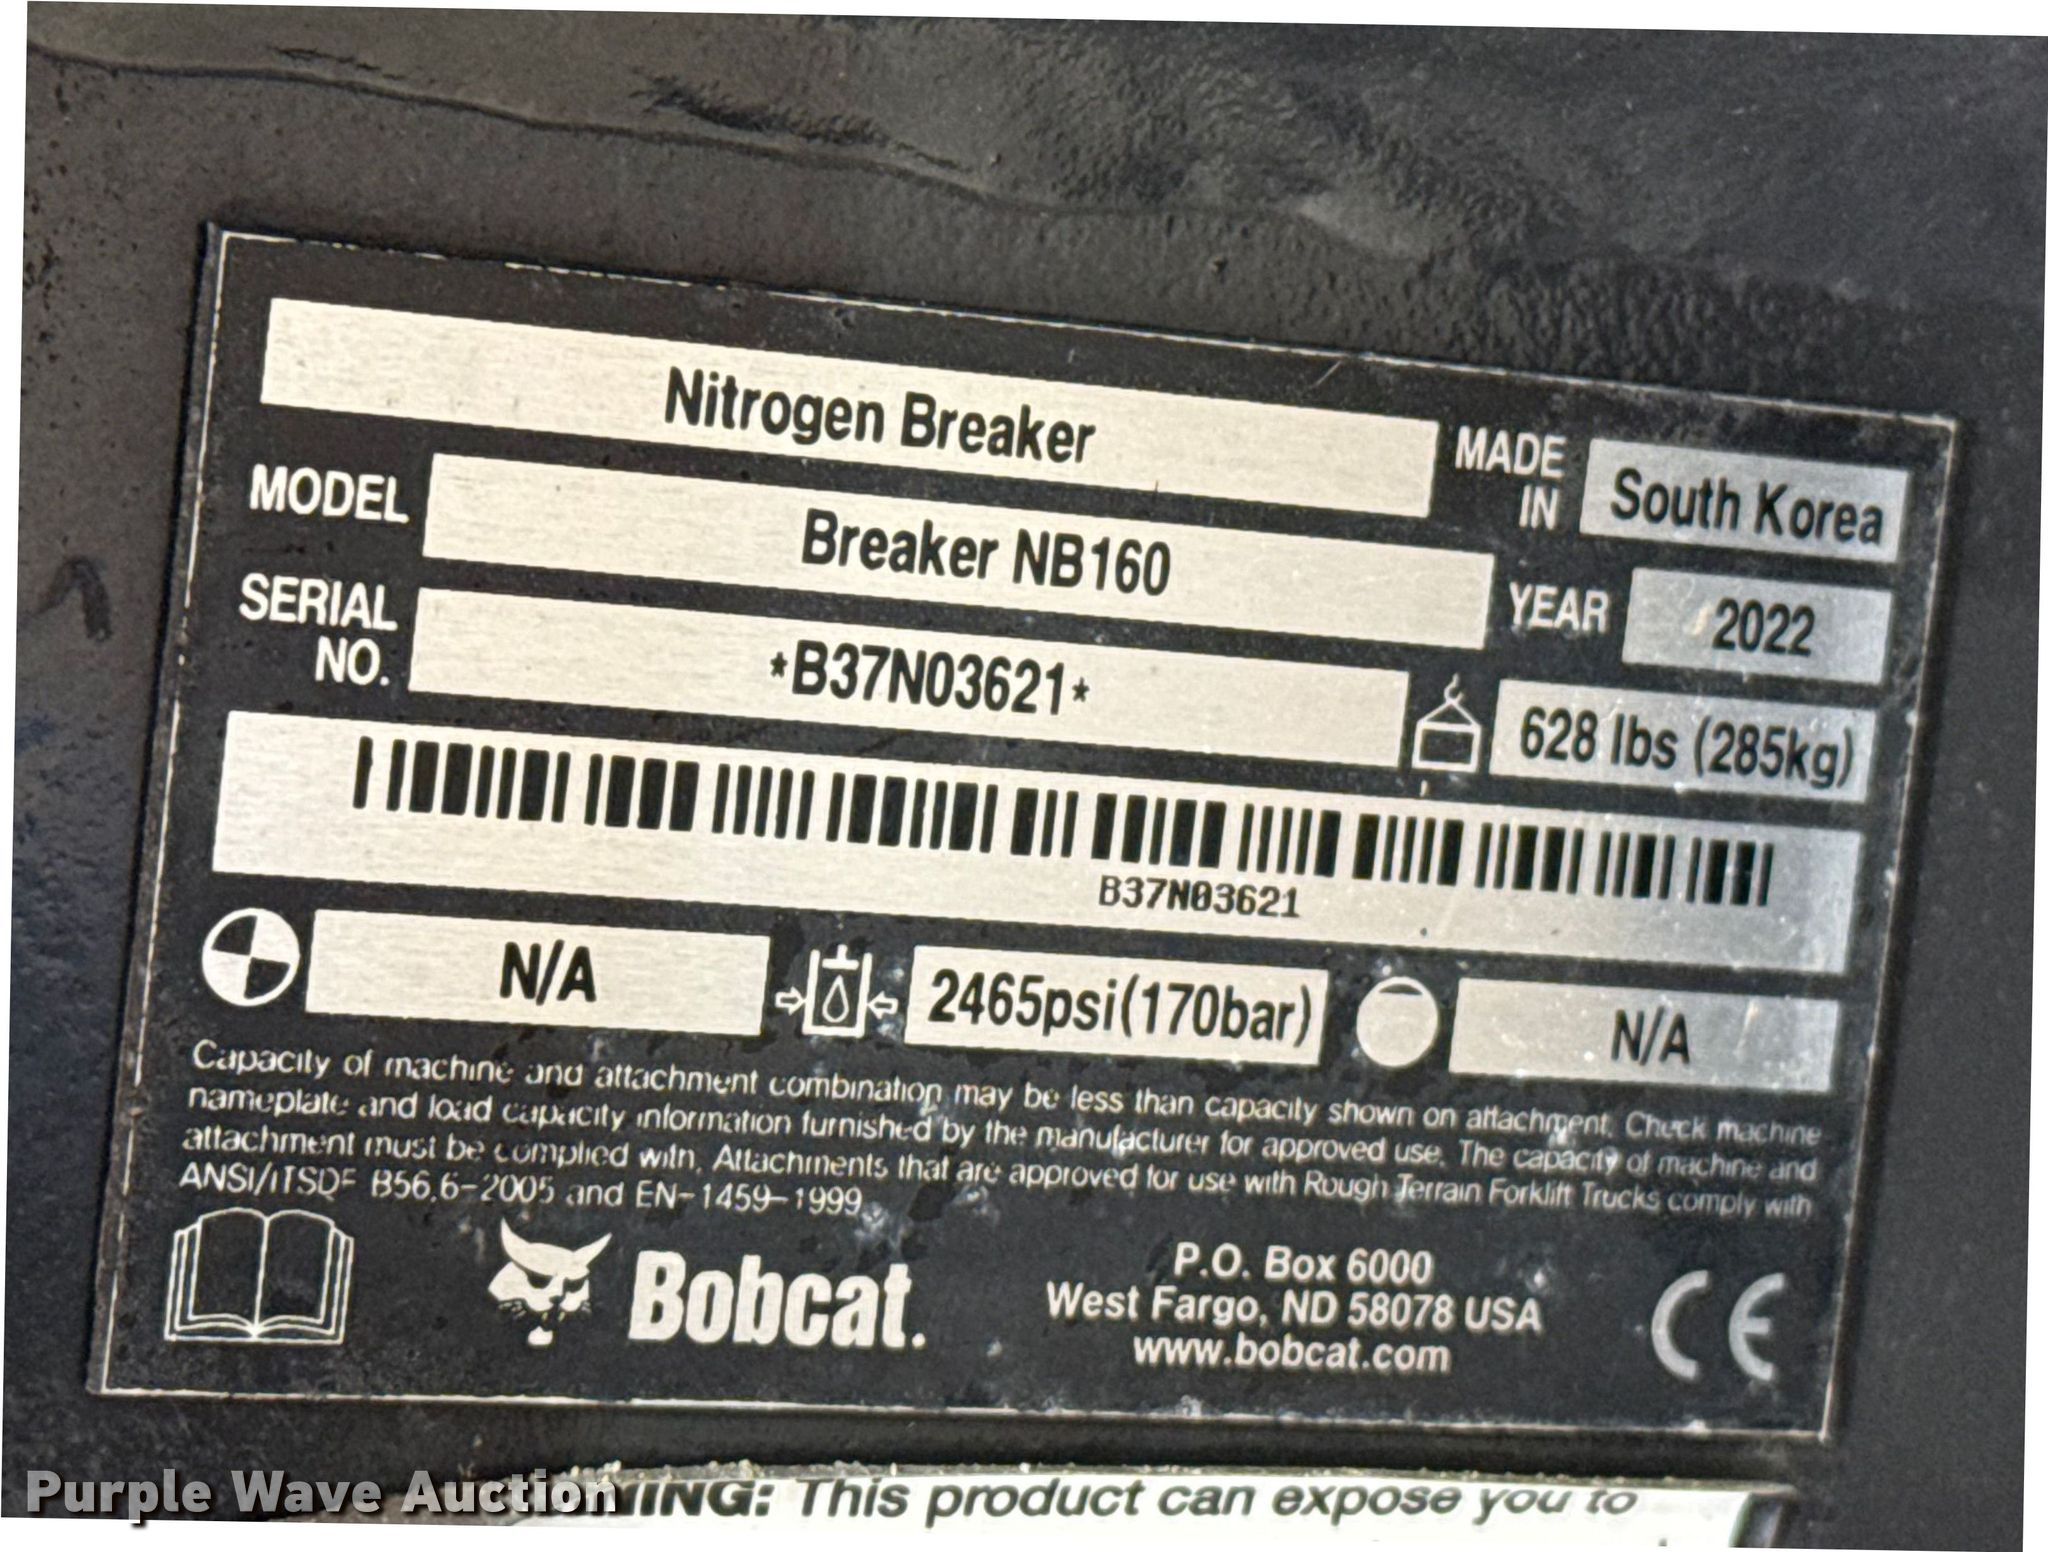 Nitrogen Breaker
MADE IN South Korea
MODEL Breaker NB160
YEAR 2022
SERIAL NO. *B37N03621*
628 lbs (285kg)
B37N03621
N/A
2465psi(170bar)
N/A
Capacity of machine and attachment combination may be less than capacity shown on attachment. Check machine
nameplate and load capacity information furnished by the manufacturer for approved use. The capacity of machine and
attachment must be complied with. Attachments that are approved for use with Rough Terrain Forklift Trucks comply with
ANSI/ITSDF B56.6-2005 and EN-1459-1999
Bobcat.
P.O. Box 6000
West Fargo, ND 58078 USA
www.bobcat.com
CE
Purple Wave Auction
This product can expose you to